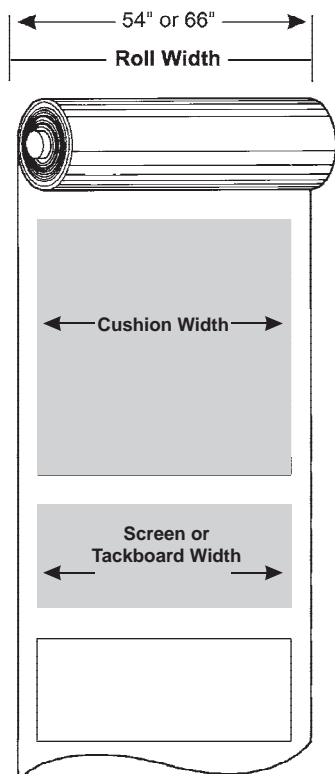 54" or 66"
Roll Width
Cushion Width
Screen or
Tackboard Width